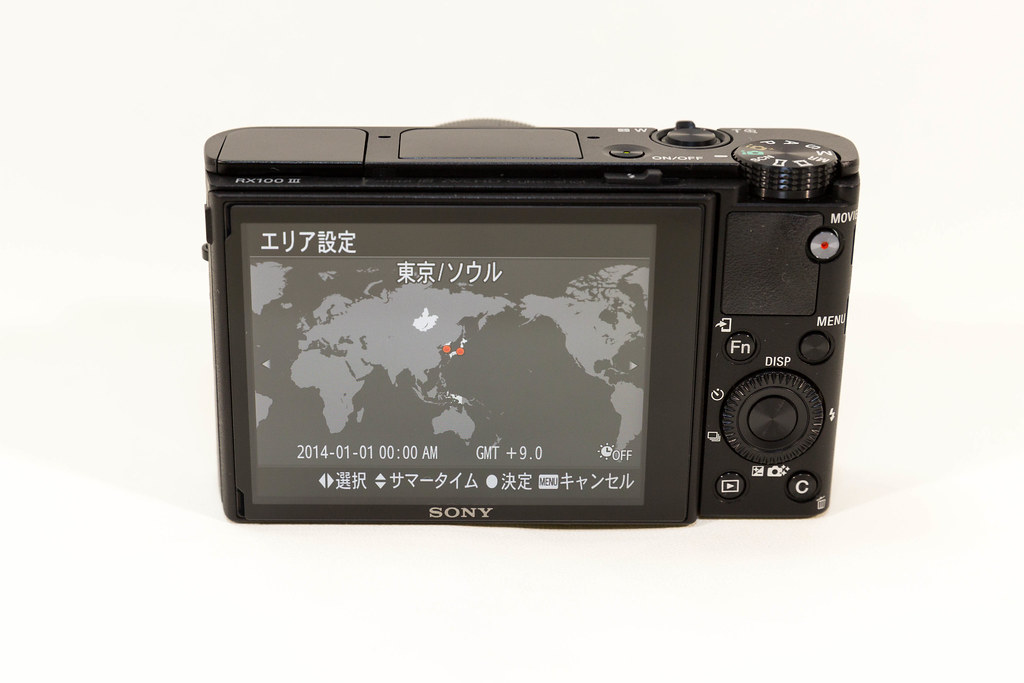 W T
ON/OFF
RX100 III
MOVIE
エリア設定
東京/ソウル
MENU
Fn
DISP
2014-01-01 00:00 AM GMT +9.0 OFF
選択 サマータイム 決定 MENU キャンセル
C
SONY